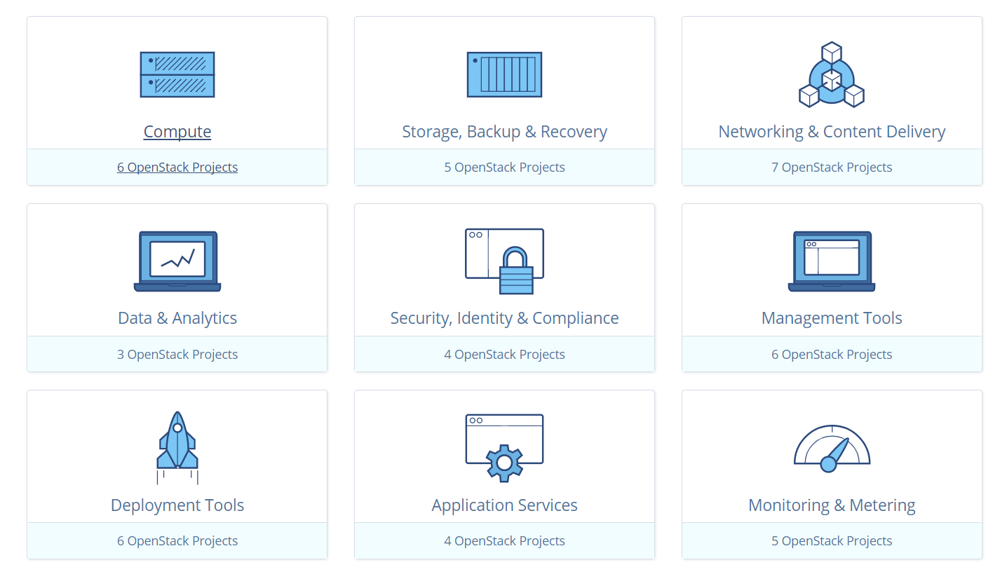 Compute
6 OpenStack Projects
Storage, Backup & Recovery
5 OpenStack Projects
Networking & Content Delivery
7 OpenStack Projects
Data & Analytics
3 OpenStack Projects
Security, Identity & Compliance
4 OpenStack Projects
Management Tools
6 OpenStack Projects
Deployment Tools
6 OpenStack Projects
Application Services
4 OpenStack Projects
Monitoring & Metering
5 OpenStack Projects